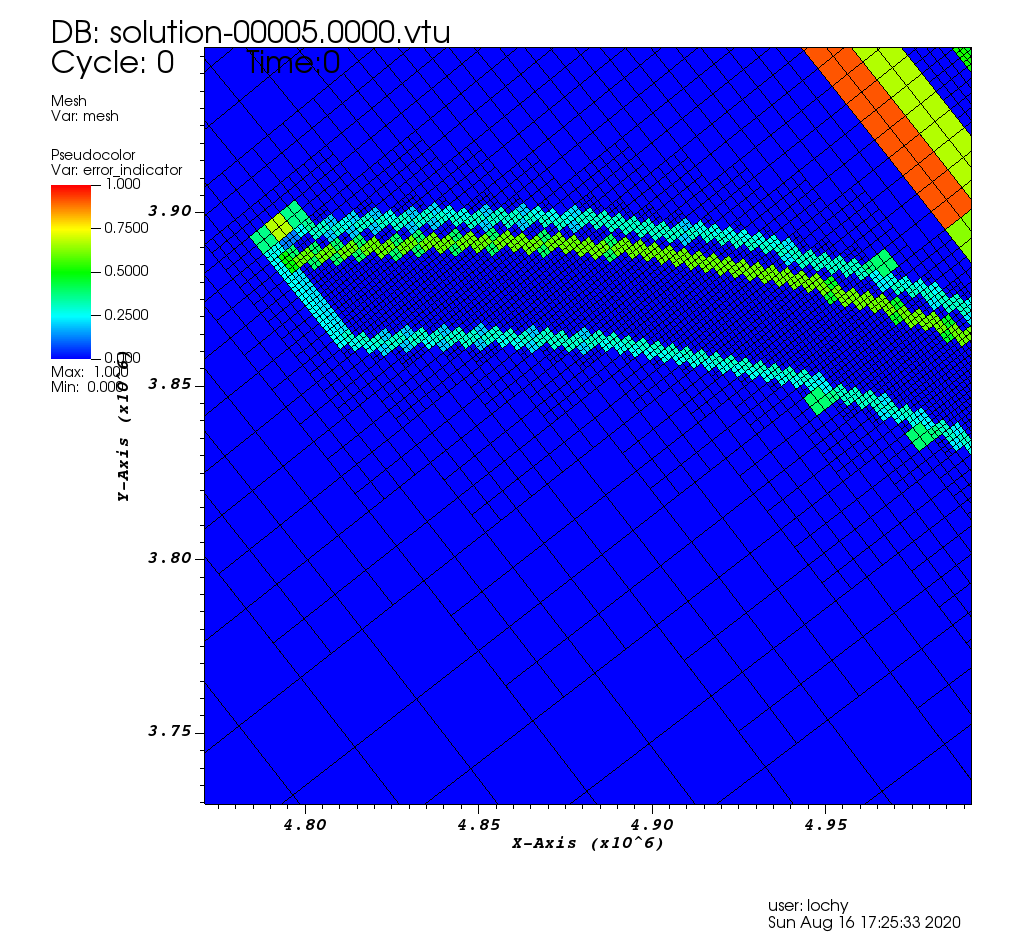 DB: solution-00005.0000.vtu
Cycle: 0 Time:0
Mesh
Var: mesh
Pseudocolor
Var: error_indicator
1.000
0.7500
0.5000
0.2500
0.000
Max: 1.000
Min: 0.000
3.90
3.85
3.80
3.75
Y-Axis (x10^6)
4.80 4.85 4.90 4.95
X-Axis (x10^6)
user: lochy
Sun Aug 16 17:25:33 2020